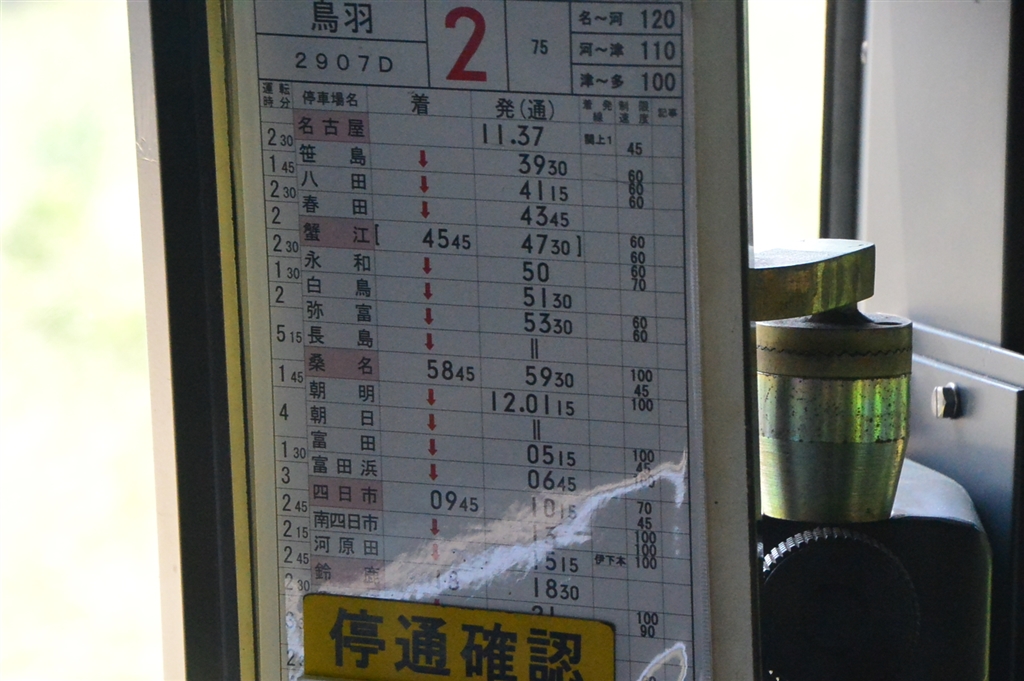 鳥羽 2 75 名～河 120
2907D 河～津 110
津～多 100
運転時分 停車場名 着 発(通) 着発線 制限速度 記事
名古屋 11.37 関上1
2 30 45
笹島 ↓ 39 30
1 45 60
八田 ↓ 41 15 60
2 30 60
春田 ↓ 43 45
2
蟹江 [ 45 45 47 30 ] 60
2 30 60
永和 ↓ 50 60
1 30 70
白鳥 ↓ 51 30
2
弥富 ↓ 53 30 60
60
長島 ↓ ||
5 15
桑名 58 45 59 30 100
1 45 45
朝明 ↓ 12.01 15 100
4
朝日 ↓ ||
富田 ↓ 05 15 100
1 30 45
富田浜 ↓ 06 45
3
四日市 09 45 10 15 70
2 45 45
南四日市 ↓ 100
2 15 100
河原田 ↓ 15 15 伊下本 100
2 45
鈴鹿 18 30
2 30
100
90
停通確認